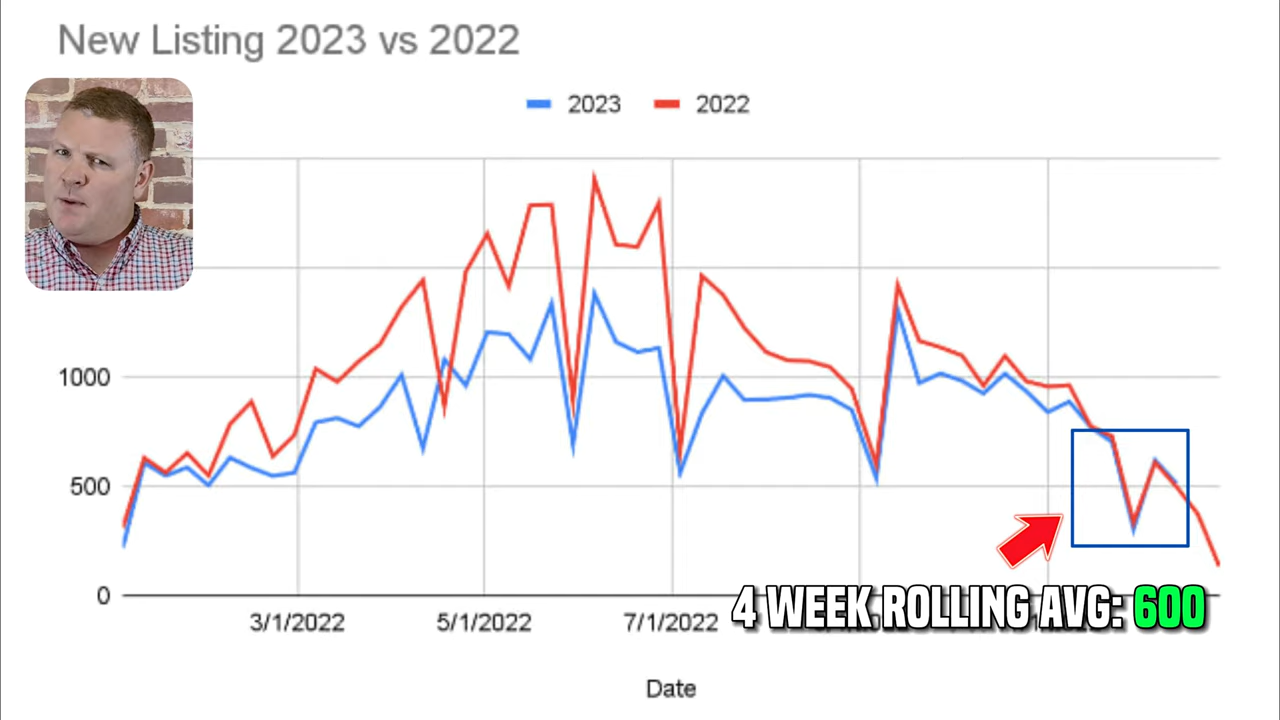 New Listing 2023 vs 2022
2023 2022
1000
500
0
3/1/2022 5/1/2022 7/1/2022
4 WEEK ROLLING AVG: 600
Date